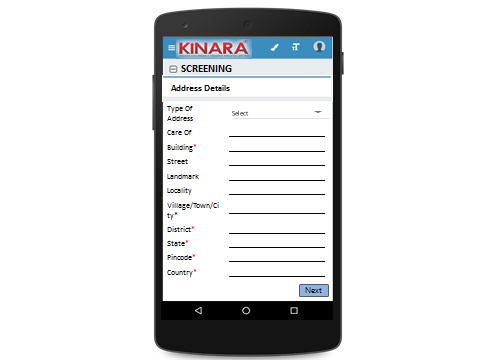 KINARA
SCREENING
Address Details
Type Of
Address
Select
Care Of
Building*
Street
Landmark
Locality
Village/Town/Ci
ty*
District*
State*
Pincode*
Country*
Next